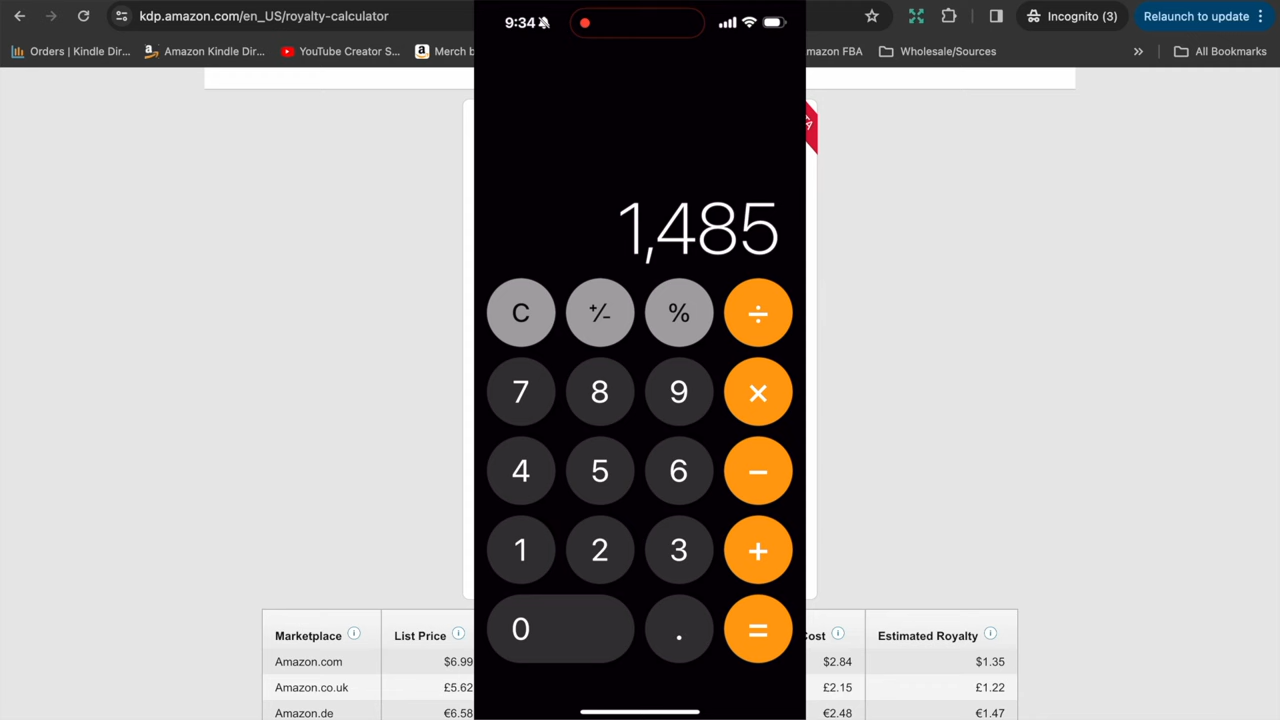 kdp.amazon.com/en_US/royalty-calculator
9:34
Incognito (3)
Relaunch to update
Orders | Kindle Dir...
Amazon Kindle Dir...
YouTube Creator S...
Merch b
mazon FBA
Wholesale/Sources
»
All Bookmarks
1,485
C
+/-
%
÷
7
8
9
×
4
5
6
−
1
2
3
+
0
.
=
Marketplace
List Price
Cost
Estimated Royalty
Amazon.com
$6.99
$2.84
$1.35
Amazon.co.uk
£5.62
£2.15
£1.22
Amazon.de
€6.58
€2.48
€1.47